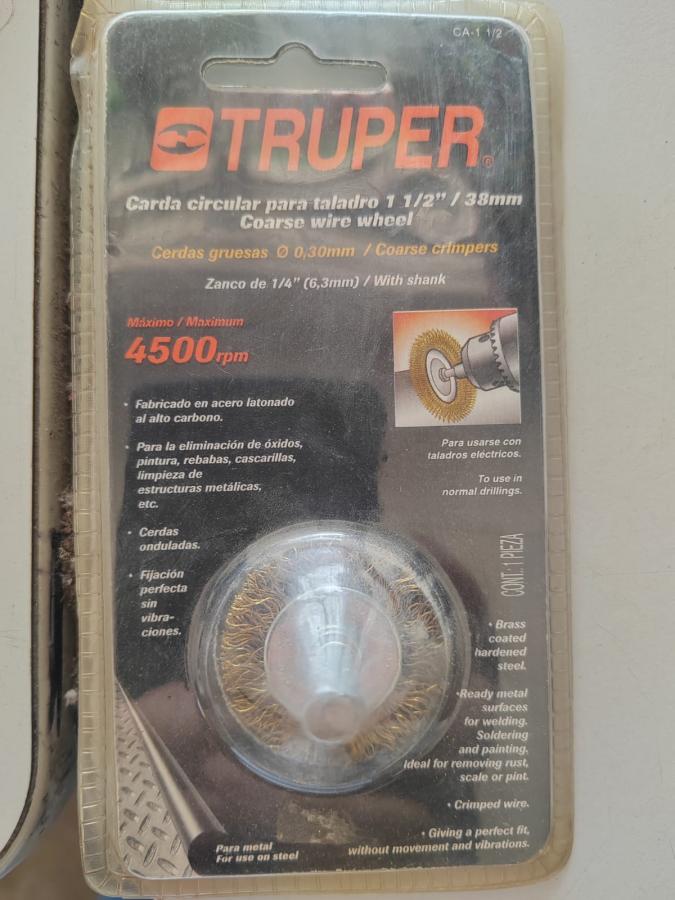 CA-1 1/2
TRUPER®
Carda circular para taladro 1 1/2" / 38mm
Coarse wire wheel
Cerdas gruesas Ø 0,30mm / Coarse crimpers
Zanco de 1/4" (6,3mm) / With shank
Máximo / Maximum
4500rpm
• Fabricado en acero latonado
al alto carbono.
• Para la eliminación de óxidos,
pintura, rebabas, cascarillas,
limpieza de
estructuras metálicas,
etc.
• Cerdas
onduladas.
• Fijación
perfecta
sin
vibra-
ciones.
Para usarse con
taladros eléctricos.
To use in
normal drillings.
CONT.: 1 PIEZA
• Brass
coated
hardened
steel.
•Ready metal
surfaces
for welding.
Soldering
and painting.
Ideal for removing rust,
scale or pint.
• Crimped wire.
• Giving a perfect fit,
without movement and vibrations.
Para metal
For use on steel